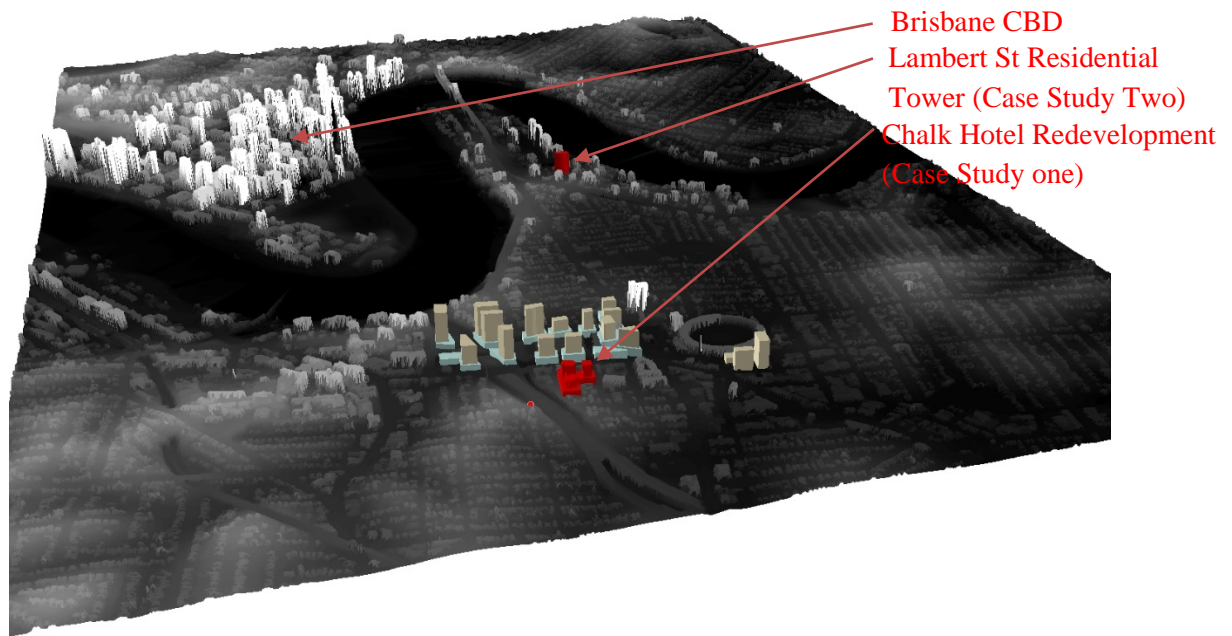 Brisbane CBD
Lambert St Residential
Tower (Case Study Two)
Chalk Hotel Redevelopment
(Case Study one)